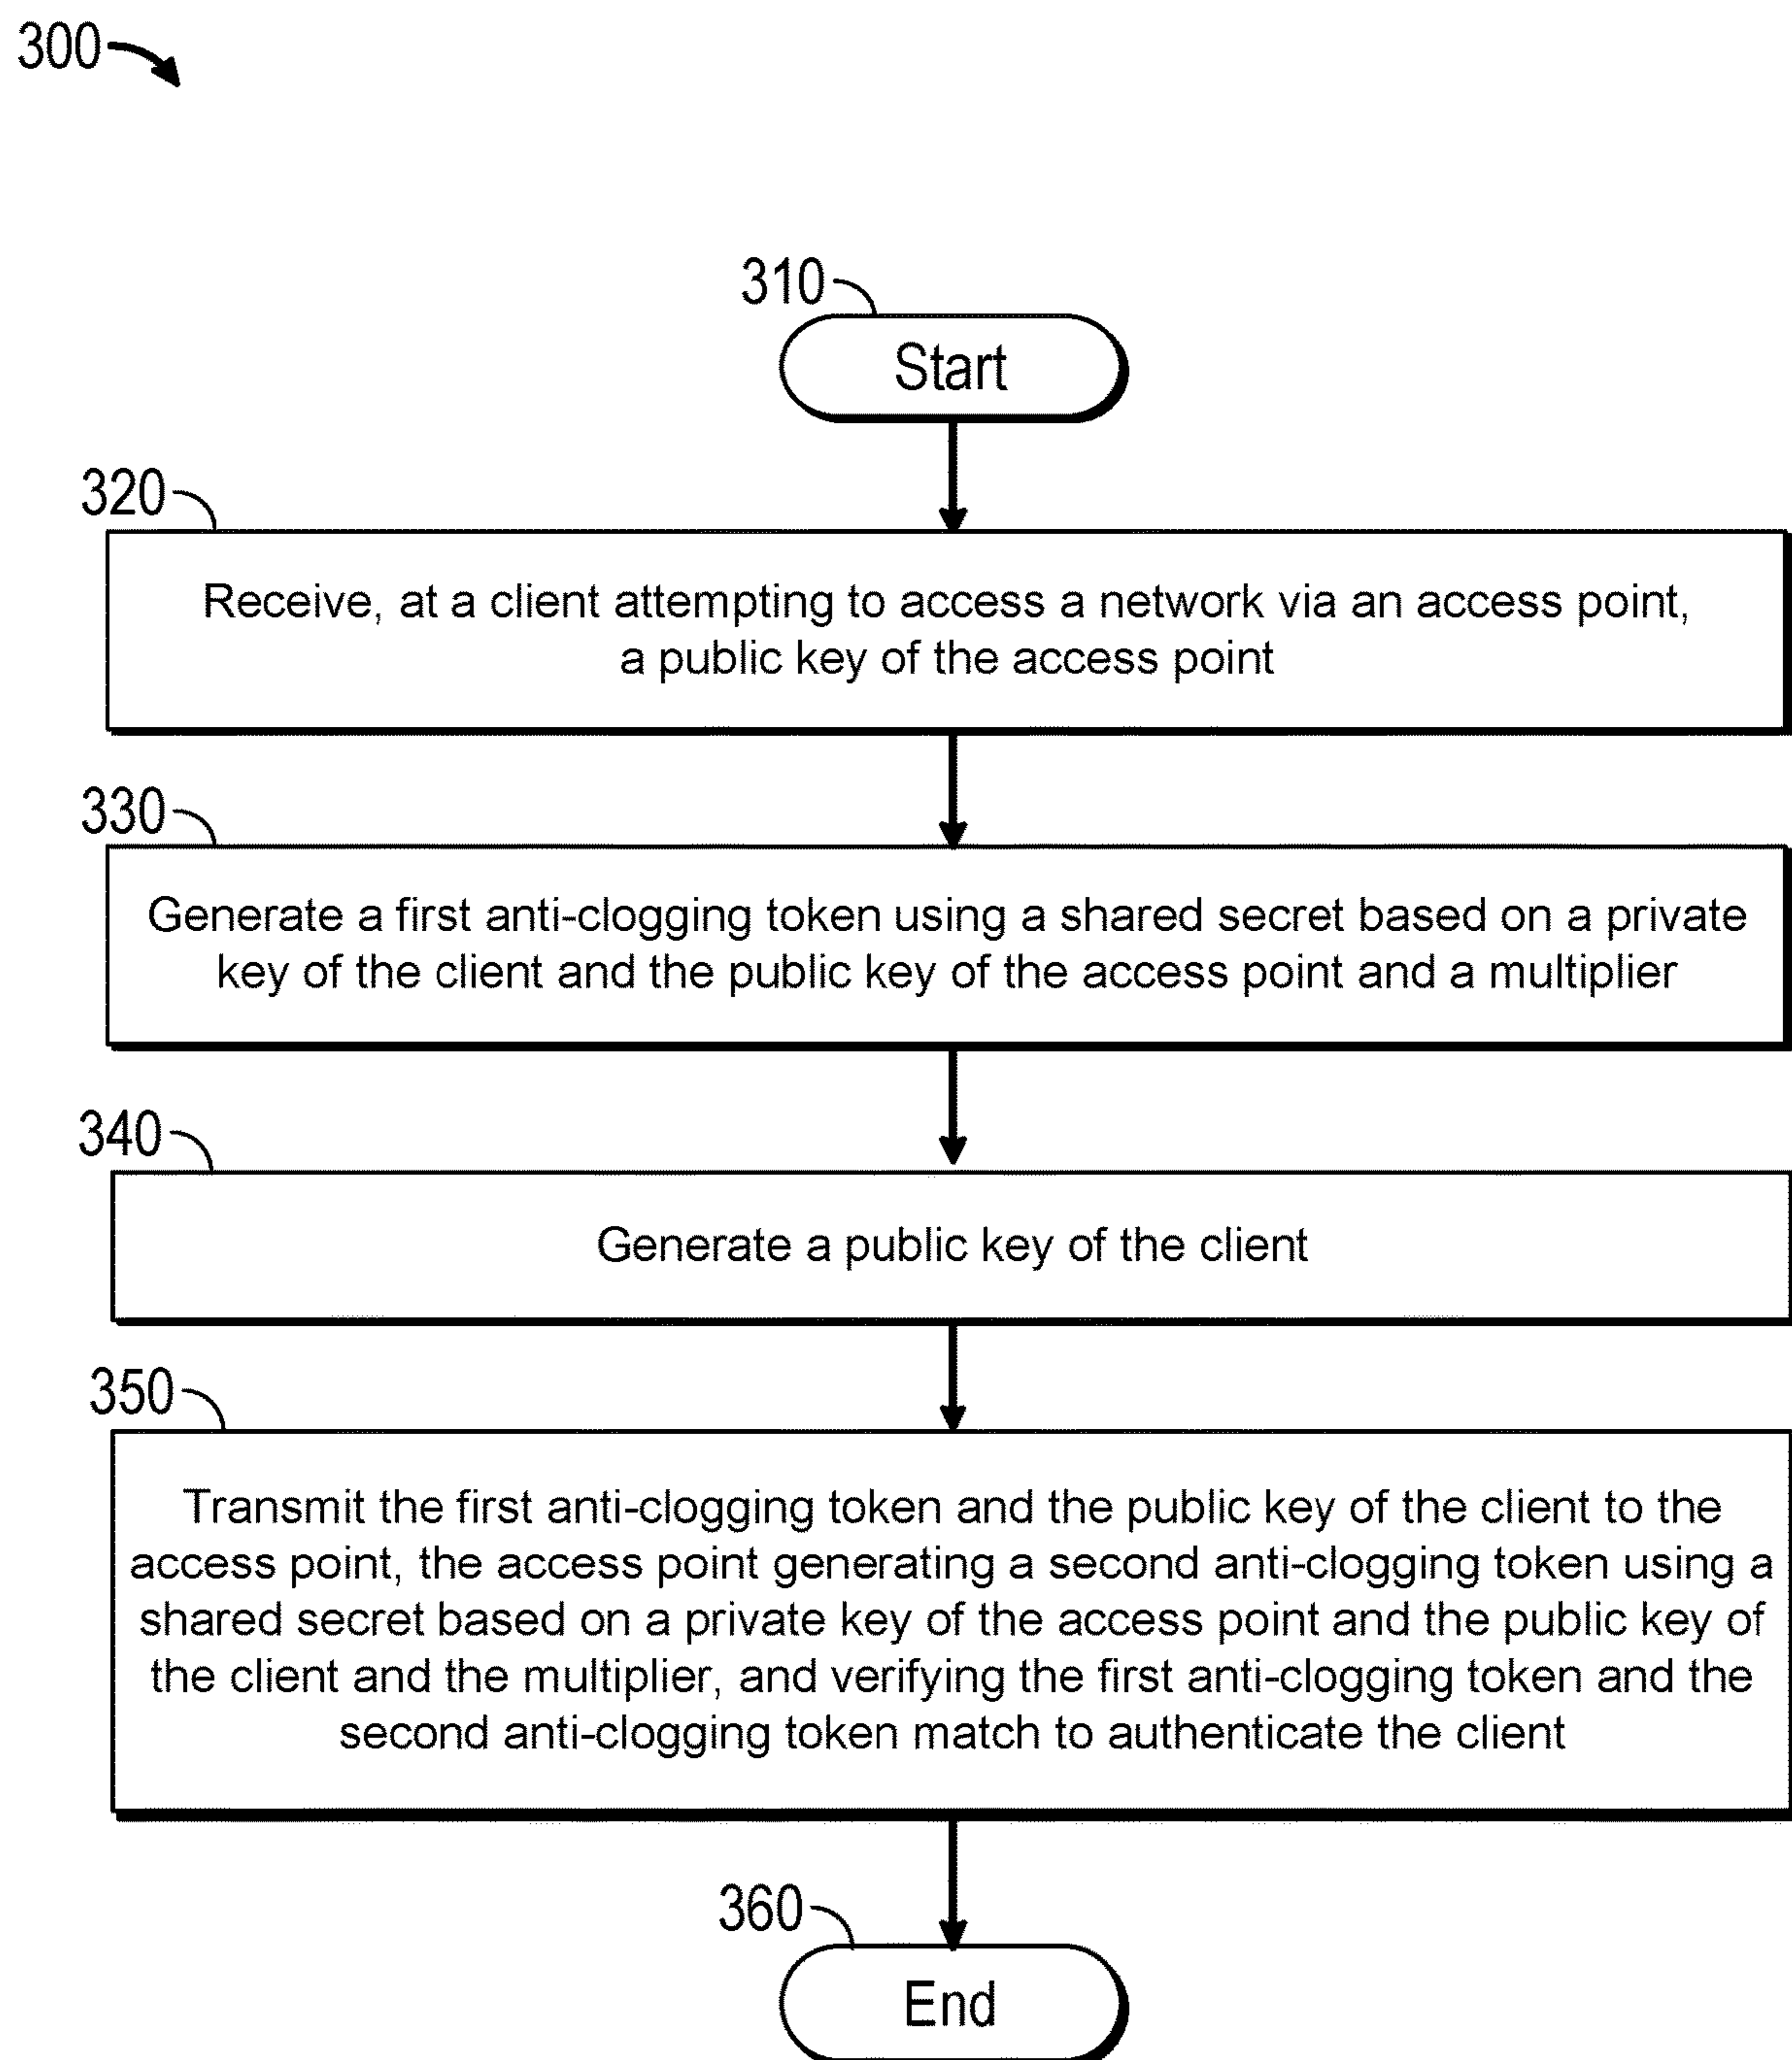 300
310
Start
320
Receive, at a client attempting to access a network via an access point,
a public key of the access point
330
Generate a first anti-clogging token using a shared secret based on a private
key of the client and the public key of the access point and a multiplier
340
Generate a public key of the client
350
Transmit the first anti-clogging token and the public key of the client to the
access point, the access point generating a second anti-clogging token using a
shared secret based on a private key of the access point and the public key of
the client and the multiplier, and verifying the first anti-clogging token and the
second anti-clogging token match to authenticate the client
360
End